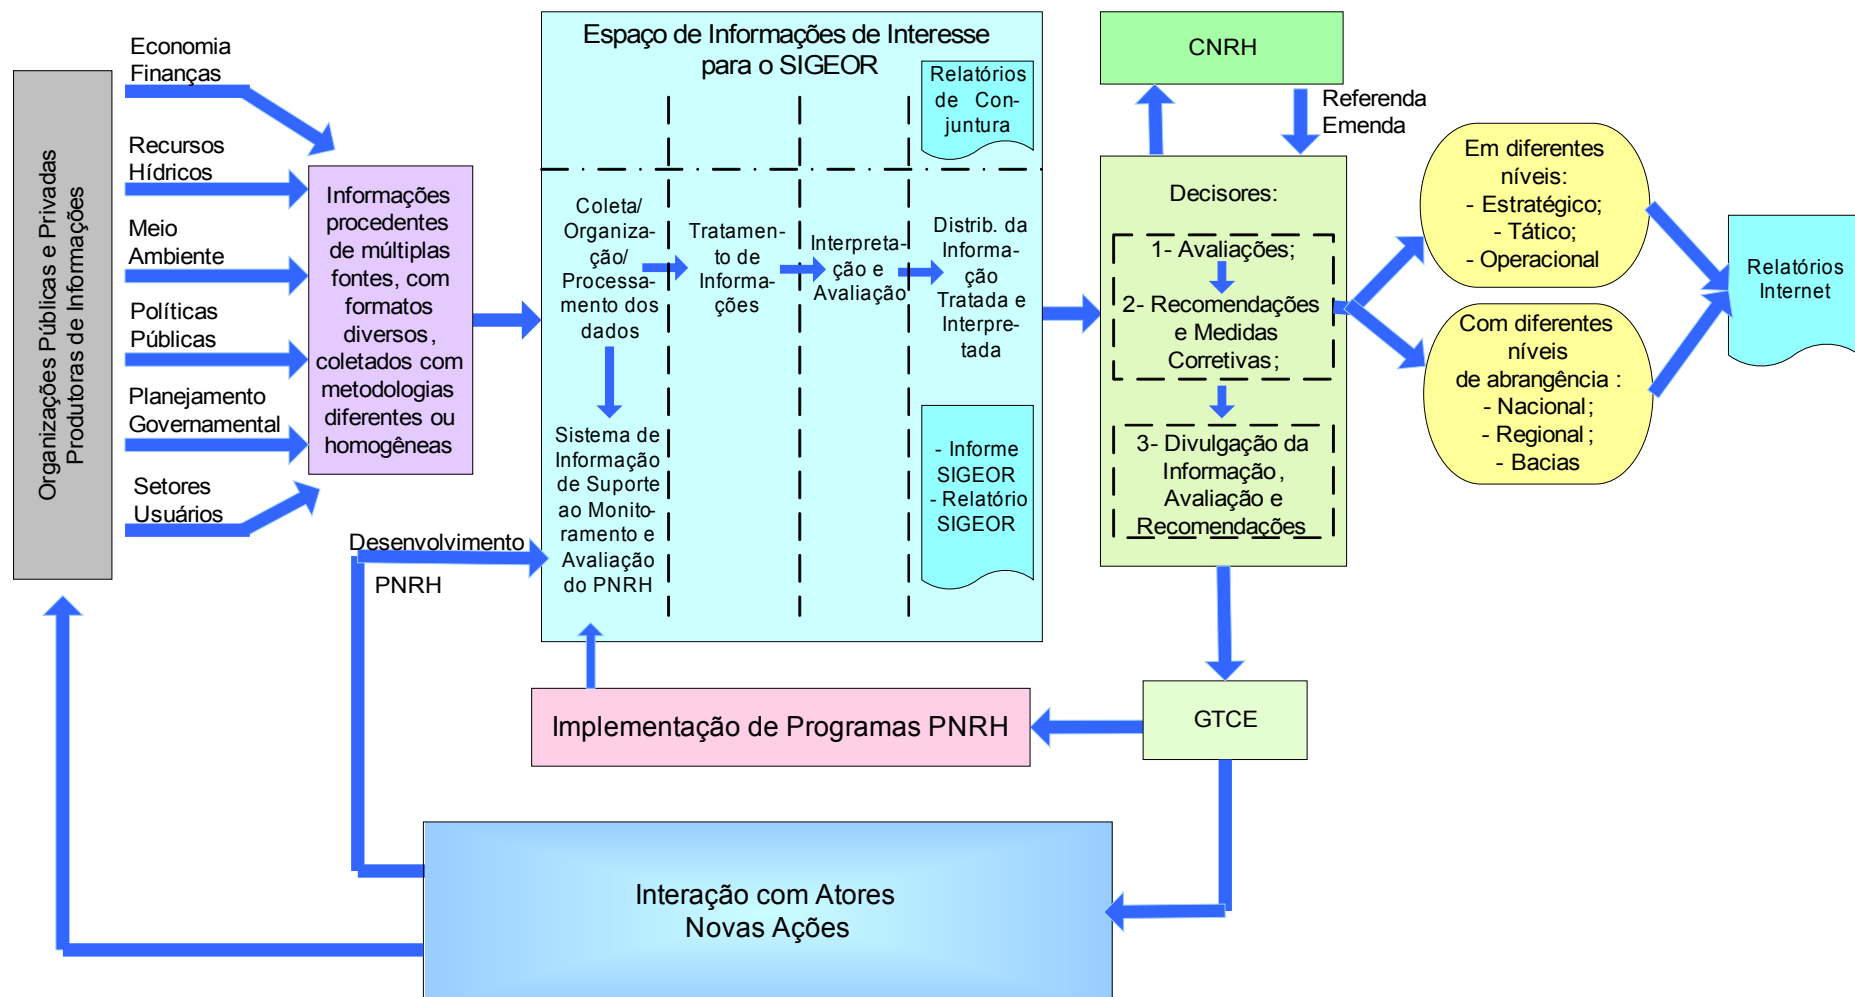 Organizações Públicas e Privadas
Produtoras de Informações
Economia
Finanças
Recursos
Hídricos
Meio
Ambiente
Políticas
Públicas
Planejamento
Governamental
Setores
Usuários
Informações
procedentes
de múltiplas
fontes, com
formatos
diversos,
coletados com
metodologias
diferentes ou
homogêneas
Desenvolvimento
PNRH
Espaço de Informações de Interesse
para o SIGEOR
Relatórios
de Con-
juntura
Coleta/
Organiza-
ção/
Processa-
mento dos
dados
Tratamen-
to de
Informa-
ções
Interpreta-
ção e
Avaliação
Distrib. da
Informa-
ção
Tratada e
Interpre-
tada
Sistema de
Informação
de Suporte
ao Monito-
ramento e
Avaliação
do PNRH
- Informe
SIGEOR
- Relatório
SIGEOR
CNRH
Referenda
Emenda
Decisores:
1- Avaliações;
2- Recomendações
e Medidas
Corretivas;
3- Divulgação da
Informação,
Avaliação e
Recomendações
Em diferentes
níveis:
- Estratégico;
- Tático;
- Operacional
Com diferentes
níveis
de abrangência :
- Nacional;
- Regional;
- Bacias
Relatórios
Internet
Implementação de Programas PNRH
GTCE
Interação com Atores
Novas Ações